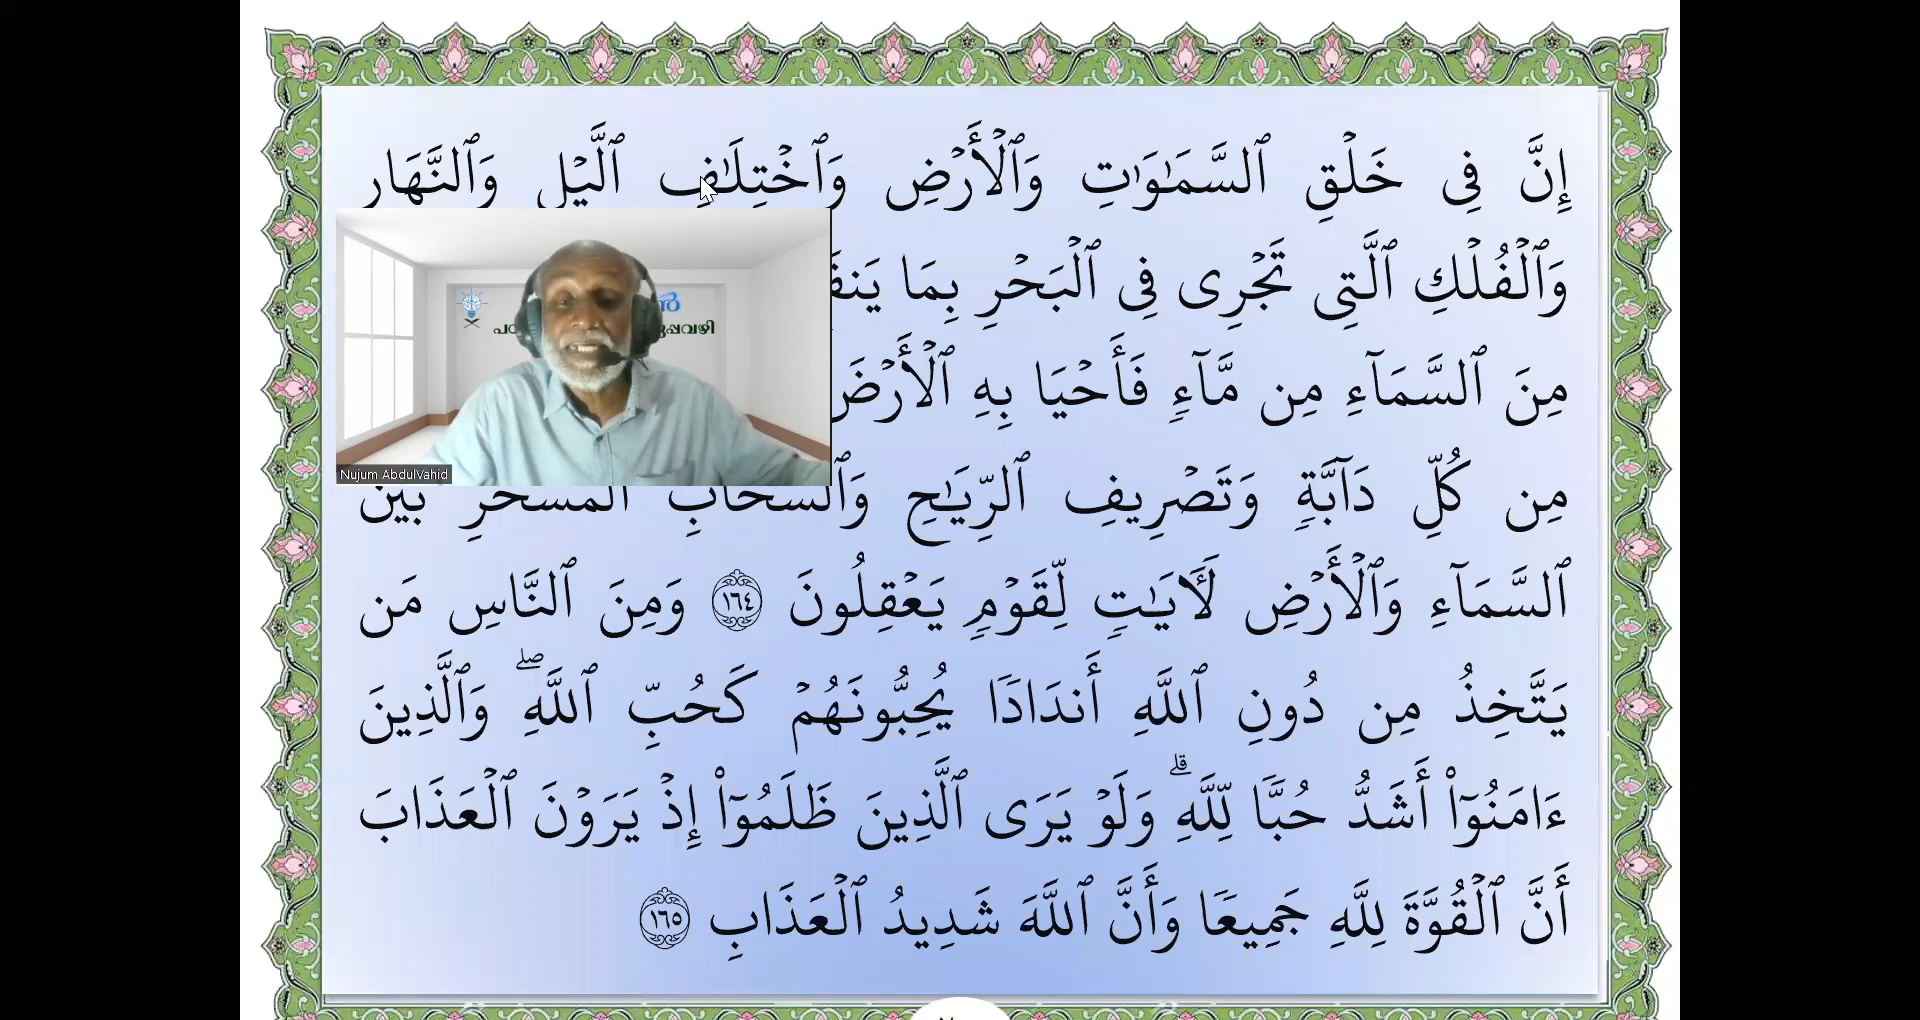 إِنَّ فِى خَلْقِ ٱلسَّمَٰوَٰتِ وَٱلْأَرْضِ وَٱخْتِلَٰفِ ٱلَّيْلِ وَٱلنَّهَارِ
وَٱلْفُلْكِ ٱلَّتِى تَجْرِى فِى ٱلْبَحْرِ بِمَا
مِنَ ٱلسَّمَآءِ مِن مَّآءٍ فَأَحْيَا بِهِ ٱلْأَرْضَ
مِن كُلِّ دَآبَّةٍ وَتَصْرِيفِ ٱلرِّيَٰحِ وَٱلسَّحَابِ ٱلْمُسَخَّرِ بَيْنَ
ٱلسَّمَآءِ وَٱلْأَرْضِ لَءَايَٰتٍ لِّقَوْمٍ يَعْقِلُونَ ١٦٤ وَمِنَ ٱلنَّاسِ مَن
يَتَّخِذُ مِن دُونِ ٱللَّهِ أَندَادًا يُحِبُّونَهُمْ كَحُبِّ ٱللَّهِۖ وَٱلَّذِينَ
ءَامَنُوٓا۟ أَشَدُّ حُبًّا لِّلَّهِۗ وَلَوْ يَرَى ٱلَّذِينَ ظَلَمُوٓا۟ إِذْ يَرَوْنَ ٱلْعَذَابَ
أَنَّ ٱلْقُوَّةَ لِلَّهِ جَمِيعًا وَأَنَّ ٱللَّهَ شَدِيدُ ٱلْعَذَابِ ١٦٥
Nujum AbdulVahid